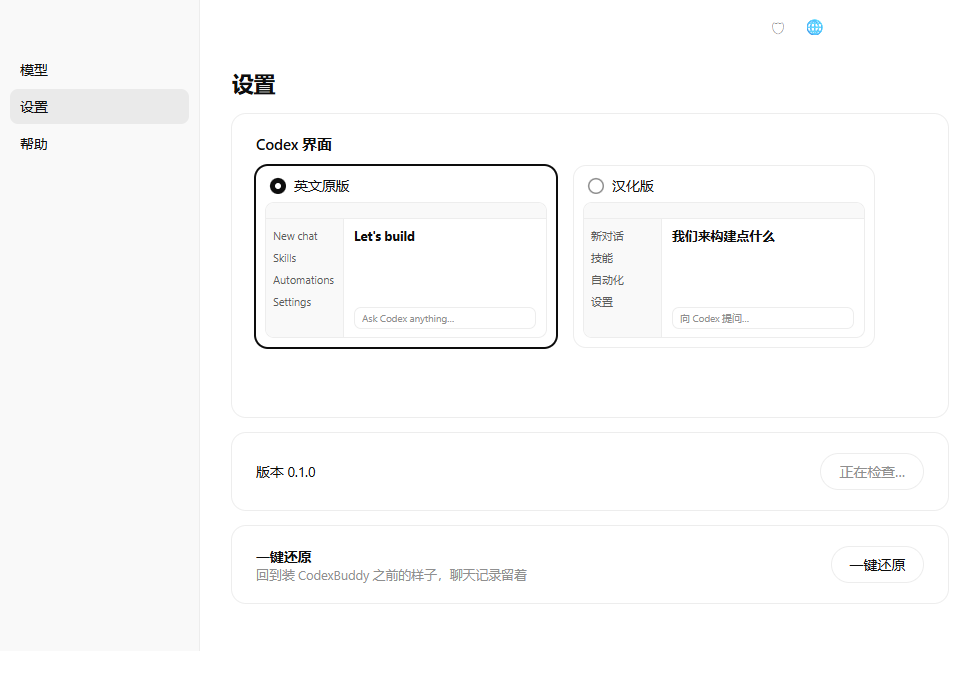 模型
设置
帮助
设置
Codex 界面
英文原版
New chat
Skills
Automations
Settings
Let's build
Ask Codex anything...
汉化版
新对话
技能
自动化
设置
我们来构建点什么
向 Codex 提问...
版本 0.1.0
正在检查...
一键还原
回到装 CodexBuddy 之前的样子，聊天记录留着
一键还原